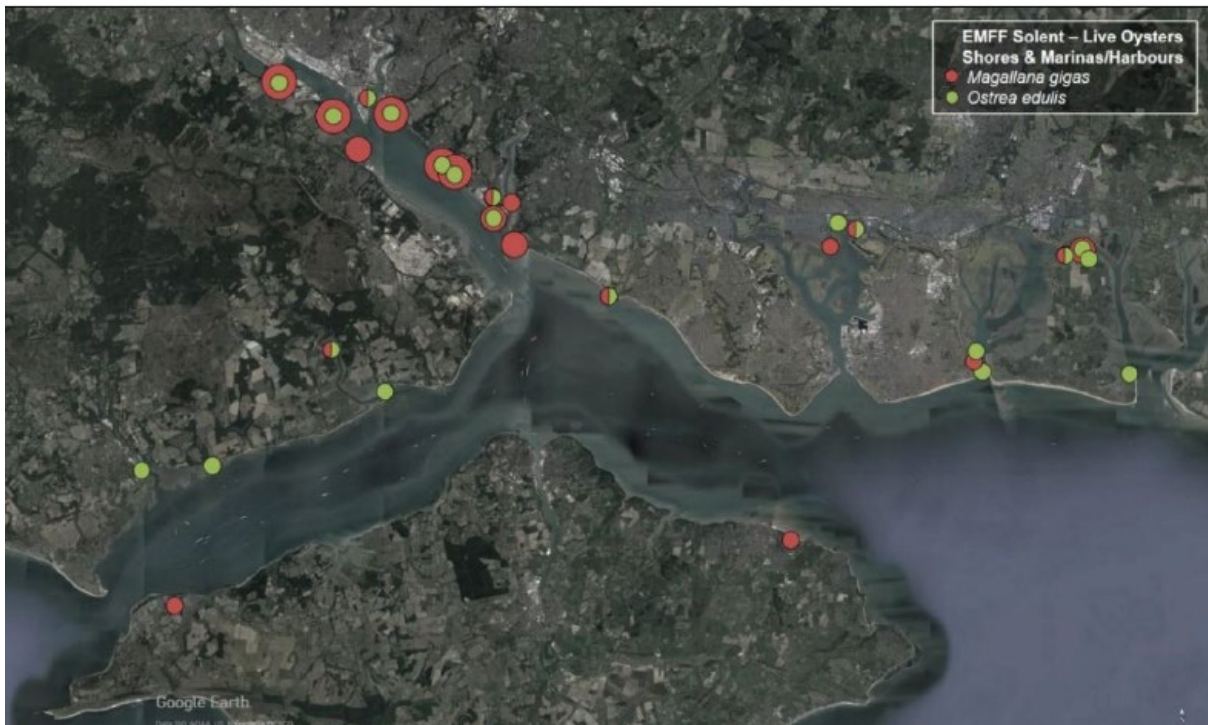 EMFF Solent – Live Oysters
Shores & Marinas/Harbours
Magallana gigas
Ostrea edulis
Google Earth